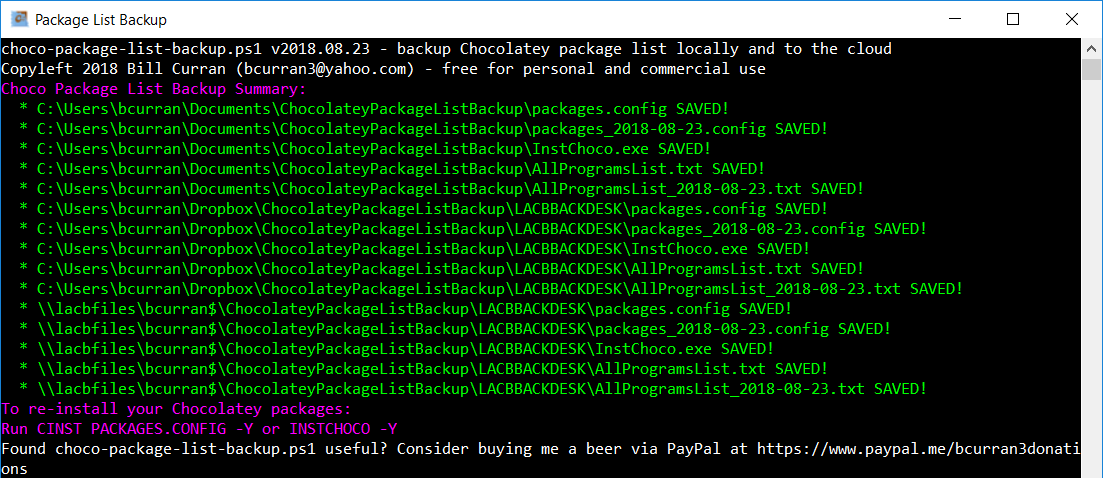 Package List Backup
choco-package-list-backup.ps1 v2018.08.23 - backup Chocolatey package list locally and to the cloud
Copyleft 2018 Bill Curran (bcurran3@yahoo.com) - free for personal and commercial use
Choco Package List Backup Summary:
* C:\Users\bcurran\Documents\ChocolateyPackageListBackup\packages.config SAVED!
* C:\Users\bcurran\Documents\ChocolateyPackageListBackup\packages_2018-08-23.config SAVED!
* C:\Users\bcurran\Documents\ChocolateyPackageListBackup\InstChoco.exe SAVED!
* C:\Users\bcurran\Documents\ChocolateyPackageListBackup\AllProgramsList.txt SAVED!
* C:\Users\bcurran\Documents\ChocolateyPackageListBackup\AllProgramsList_2018-08-23.txt SAVED!
* C:\Users\bcurran\Dropbox\ChocolateyPackageListBackup\LACBBACKDESK\packages.config SAVED!
* C:\Users\bcurran\Dropbox\ChocolateyPackageListBackup\LACBBACKDESK\packages_2018-08-23.config SAVED!
* C:\Users\bcurran\Dropbox\ChocolateyPackageListBackup\LACBBACKDESK\InstChoco.exe SAVED!
* C:\Users\bcurran\Dropbox\ChocolateyPackageListBackup\LACBBACKDESK\AllProgramsList.txt SAVED!
* C:\Users\bcurran\Dropbox\ChocolateyPackageListBackup\LACBBACKDESK\AllProgramsList_2018-08-23.txt SAVED!
* \\lacbfiles\bcurran$\ChocolateyPackageListBackup\LACBBACKDESK\packages.config SAVED!
* \\lacbfiles\bcurran$\ChocolateyPackageListBackup\LACBBACKDESK\packages_2018-08-23.config SAVED!
* \\lacbfiles\bcurran$\ChocolateyPackageListBackup\LACBBACKDESK\InstChoco.exe SAVED!
* \\lacbfiles\bcurran$\ChocolateyPackageListBackup\LACBBACKDESK\AllProgramsList.txt SAVED!
* \\lacbfiles\bcurran$\ChocolateyPackageListBackup\LACBBACKDESK\AllProgramsList_2018-08-23.txt SAVED!
To re-install your Chocolatey packages:
Run CINST PACKAGES.CONFIG -Y or INSTCHOCO -Y
Found choco-package-list-backup.ps1 useful? Consider buying me a beer via PayPal at https://www.paypal.me/bcurran3donati
ons